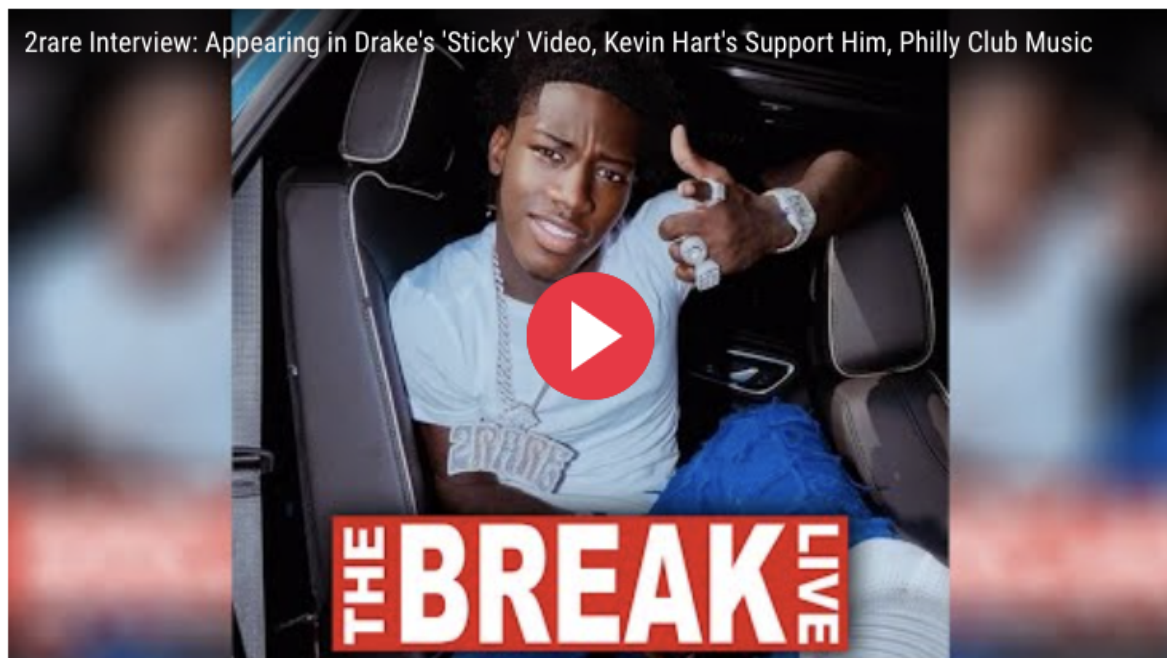 2rare Interview: Appearing in Drake's 'Sticky' Video, Kevin Hart's Support Him, Philly Club Music
2RARE
THE BREAK LIVE